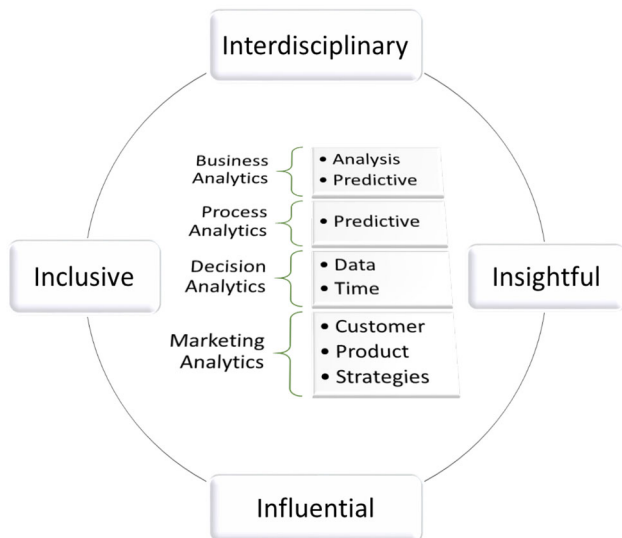 Interdisciplinary
Business
Analytics
• Analysis
• Predictive
Process
Analytics
• Predictive
Inclusive
Decision
Analytics
• Data
• Time
Insightful
Marketing
Analytics
• Customer
• Product
• Strategies
Influential